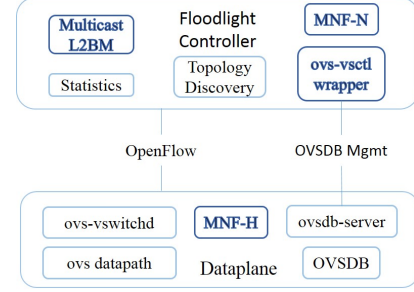 Multicast
L2BM
Floodlight
Controller
MNF-N
Statistics
Topology
Discovery
ovs-vsctl
wrapper
OpenFlow
OVSDB Mgmt
ovs-vswitchd
MNF-H
ovsdb-server
ovs datapath
Dataplane
OVSDB